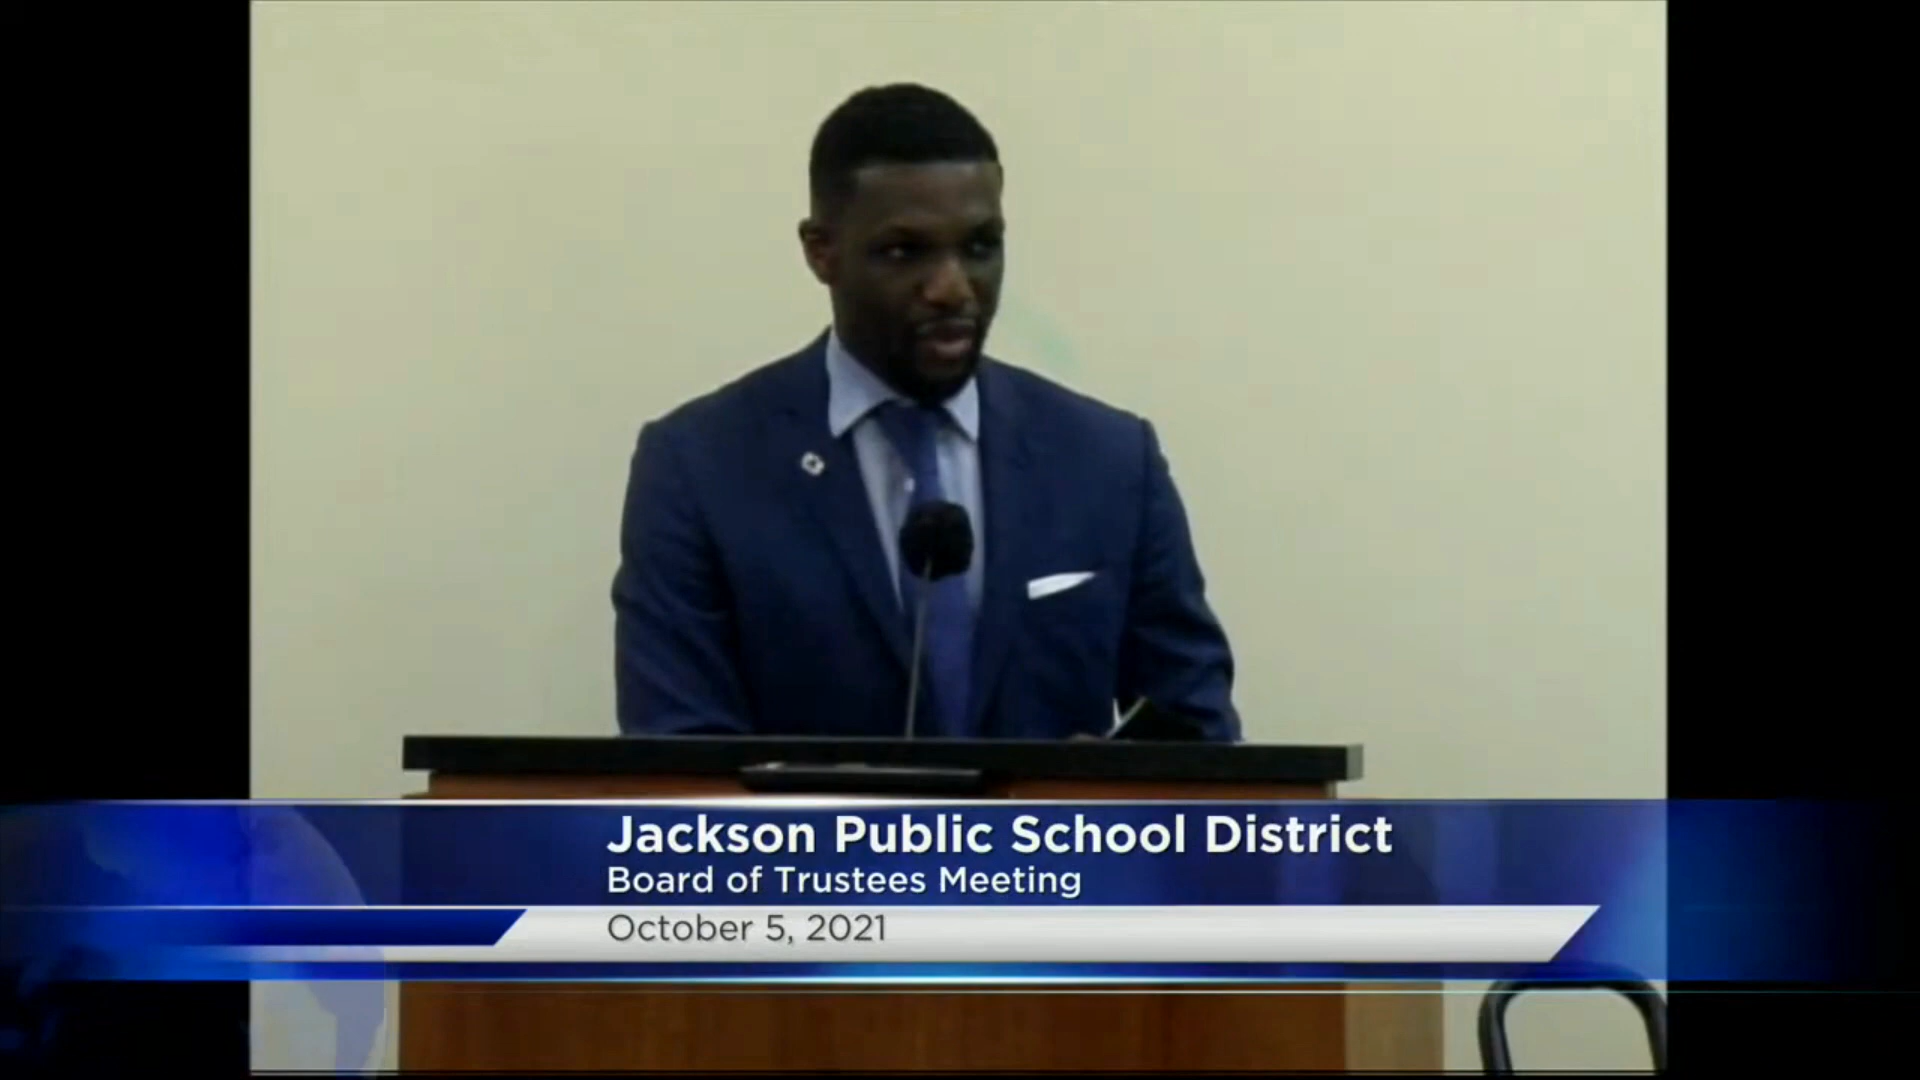 Jackson Public School District
Board of Trustees Meeting
October 5, 2021